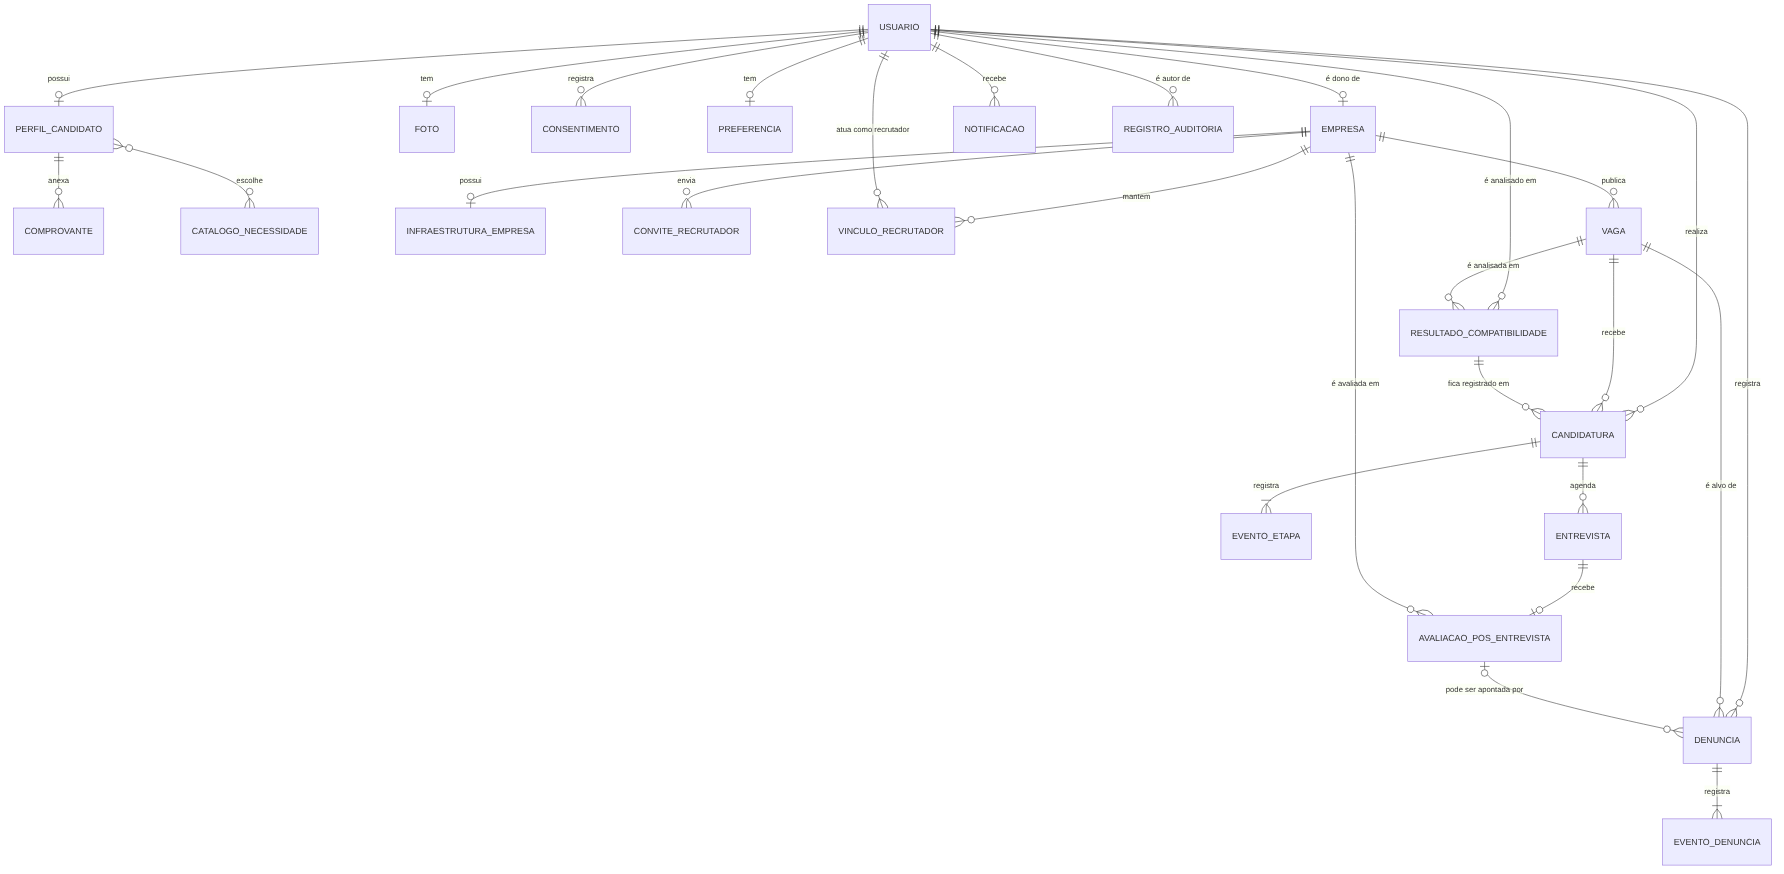 USUARIO
possui
tem
registra
tem
recebe
é autor de
é dono de
PERFIL_CANDIDATO
FOTO
CONSENTIMENTO
PREFERENCIA
atua como recrutador
NOTIFICACAO
REGISTRO_AUDITORIA
EMPRESA
anexa
escolhe
possui
envia
mantem
é analisado em
publica
COMPROVANTE
CATALOGO_NECESSIDADE
INFRAESTRUTURA_EMPRESA
CONVITE_RECRUTADOR
VINCULO_RECRUTADOR
VAGA
realiza
é analisada em
RESULTADO_COMPATIBILIDADE
recebe
é avaliada em
fica registrado em
registra
CANDIDATURA
registra
agenda
é alvo de
EVENTO_ETAPA
ENTREVISTA
recebe
AVALIACAO_POS_ENTREVISTA
pode ser apontada por
DENUNCIA
registra
EVENTO_DENUNCIA